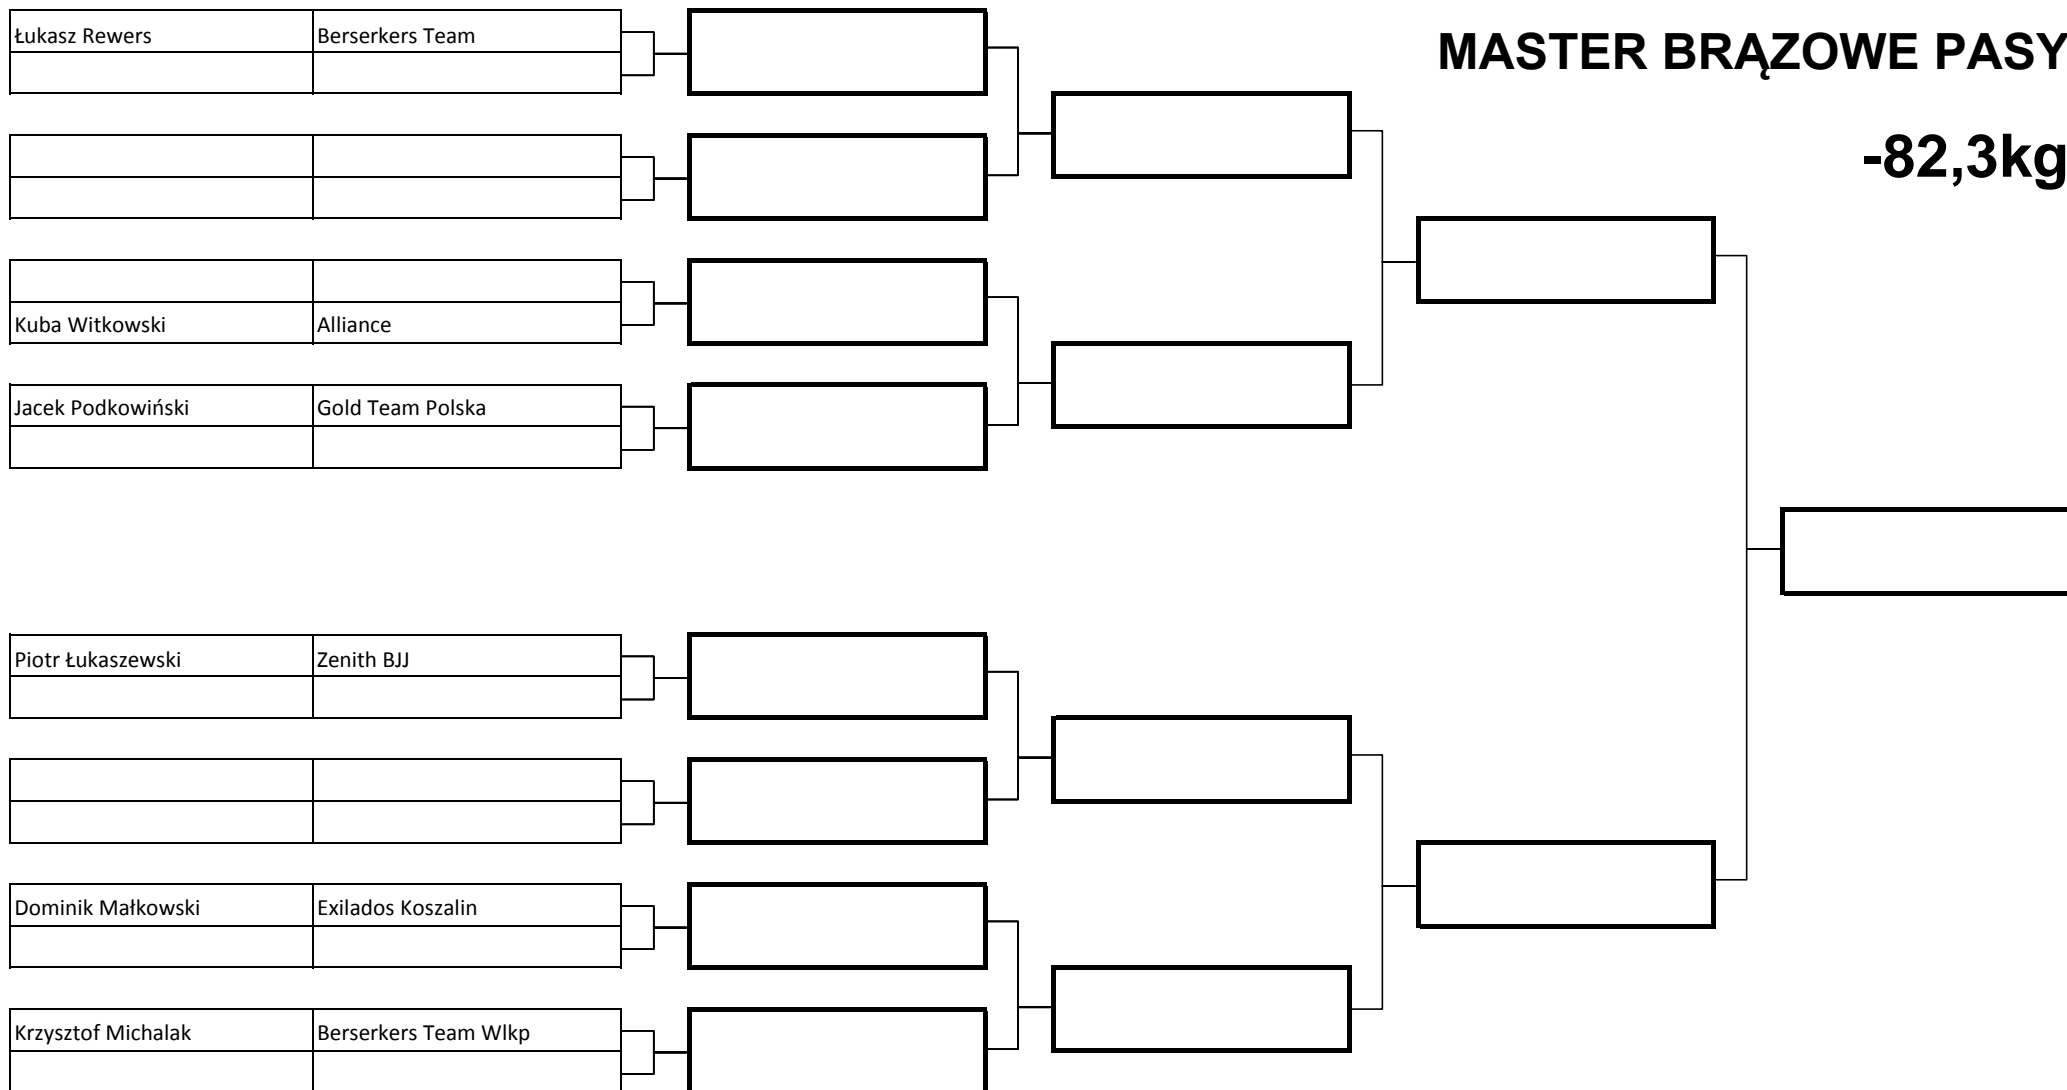 Łukasz Rewers Berserkers Team
MASTER BRĄZOWE PASY
-82,3kg
Kuba Witkowski Alliance
Jacek Podkowiński Gold Team Polska
Piotr Łukaszewski Zenith BJJ
Dominik Małkowski Exilados Koszalin
Krzysztof Michalak Berserkers Team Wlkp